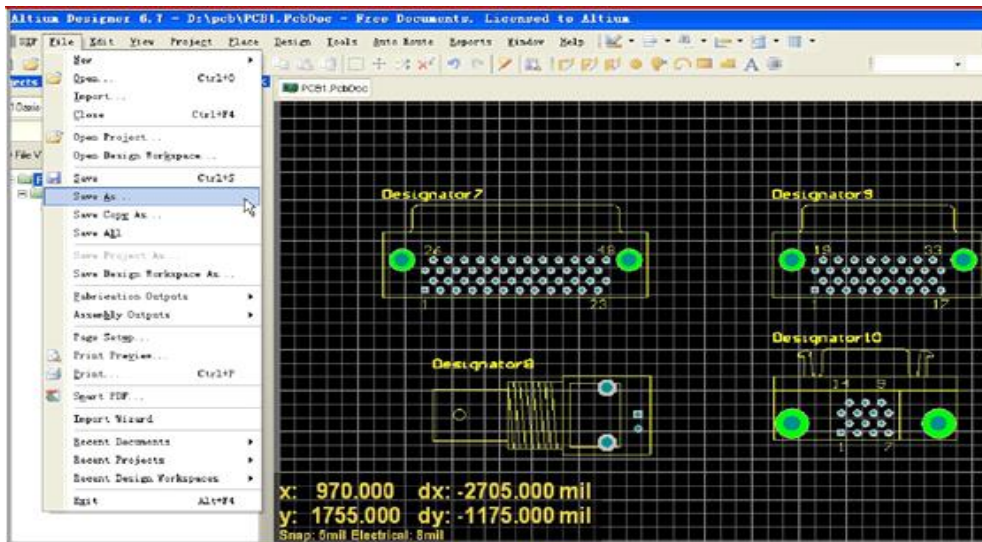 Altium Designer 6.7 - D:\pcb\PCB1.PcbDoc - Free Documents. Licensed to Altium
DXP File Edit View Project Place Design Tools Auto Route Reports Window Help
New
Open... Ctrl+O
Import...
Close Ctrl+F4
Open Project...
Open Design Workspace...
Save Ctrl+S
Save As...
Save Copy As...
Save All
Save Project As...
Save Design Workspace As...
Fabrication Outputs
Assembly Outputs
Page Setup...
Print Preview...
Print... Ctrl+P
Smart PDF...
Import Wizard
Recent Documents
Recent Projects
Recent Design Workspaces
Exit Alt+F4
File V
PCB1.PcbDoc
Designator7
26 48
1 23
Designator9
19 33
1 17
Designator8
Designator10
14 9
1 7
x: 970.000 dx: -2705.000 mil
y: 1755.000 dy: -1175.000 mil
Snap: 5mil Electrical: 8mil